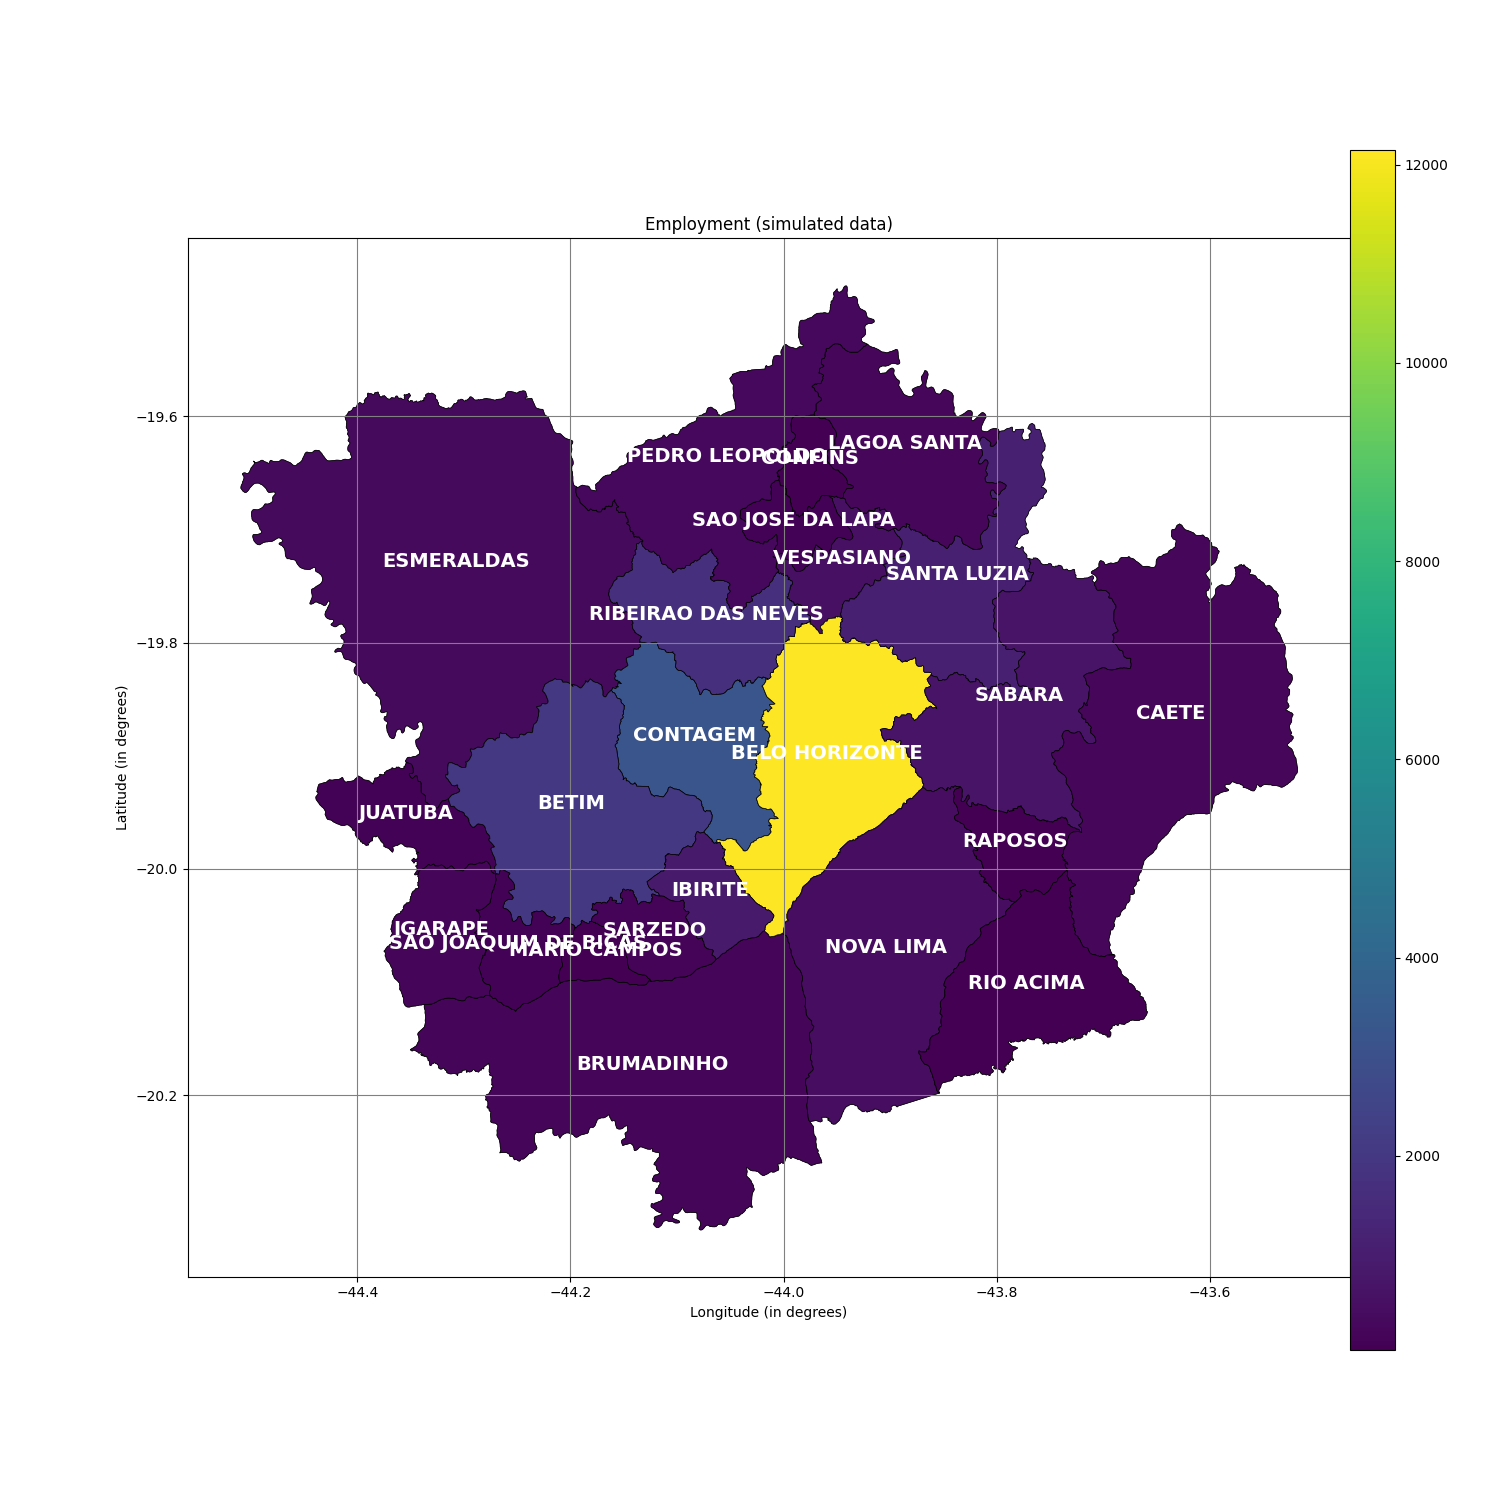 Employment (simulated data)
12000
10000
8000
6000
4000
2000
Latitude (in degrees)
−19.6
−19.8
−20.0
−20.2
LAGOA SANTA
PEDRO LEOPOLDO
CONFINS
SAO JOSE DA LAPA
VESPASIANO
ESMERALDAS
SANTA LUZIA
RIBEIRAO DAS NEVES
SABARA
CAETE
CONTAGEM
BELO HORIZONTE
BETIM
JUATUBA
RAPOSOS
IBIRITE
IGARAPE
SARZEDO
SAO JOAQUIM DE BICAS
MARIO CAMPOS
NOVA LIMA
RIO ACIMA
BRUMADINHO
−44.4
−44.2
−44.0
−43.8
−43.6
Longitude (in degrees)